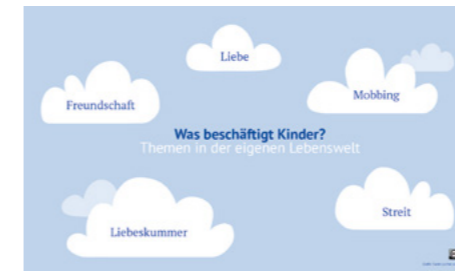 Liebe
Freundschaft
Mobbing
Was beschäftigt Kinder?
Themen in der eigenen Lebenswelt
Liebeskummer
Streit